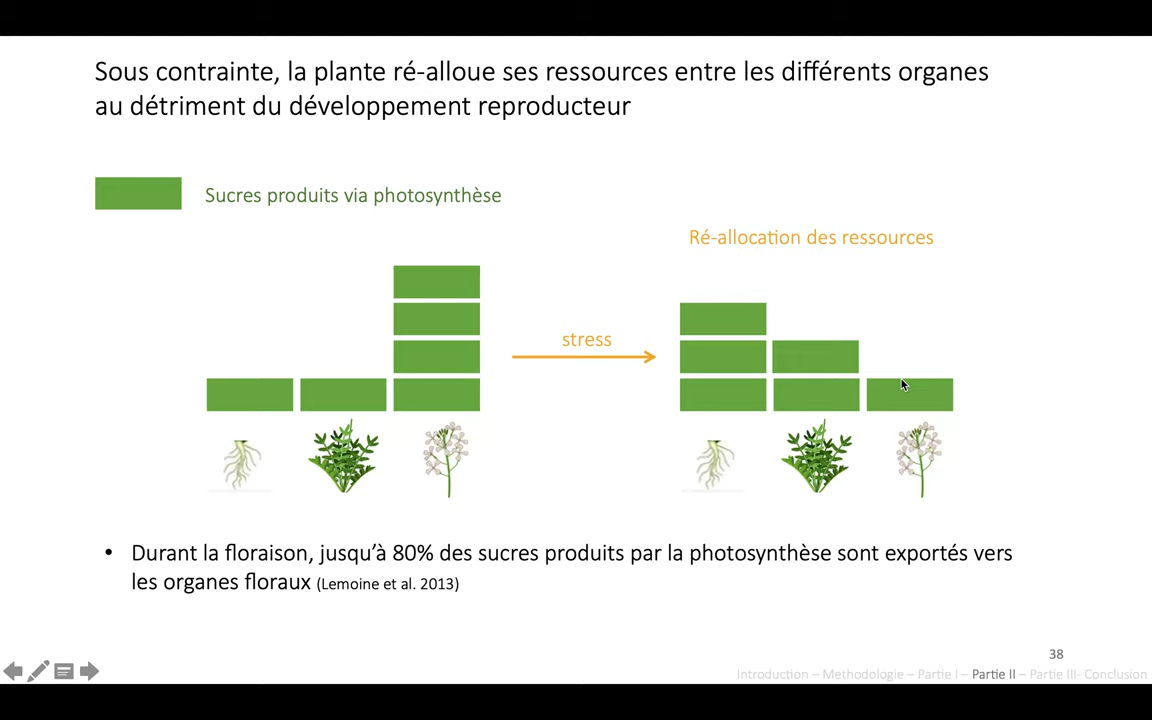 Sous contrainte, la plante ré-alloue ses ressources entre les différents organes
au détriment du développement reproducteur
Sucres produits via photosynthèse
Ré-allocation des ressources
stress
• Durant la floraison, jusqu’à 80% des sucres produits par la photosynthèse sont exportés vers
les organes floraux (Lemoine et al. 2013)
38
Introduction – Methodologie – Partie I – Partie II – Partie III- Conclusion